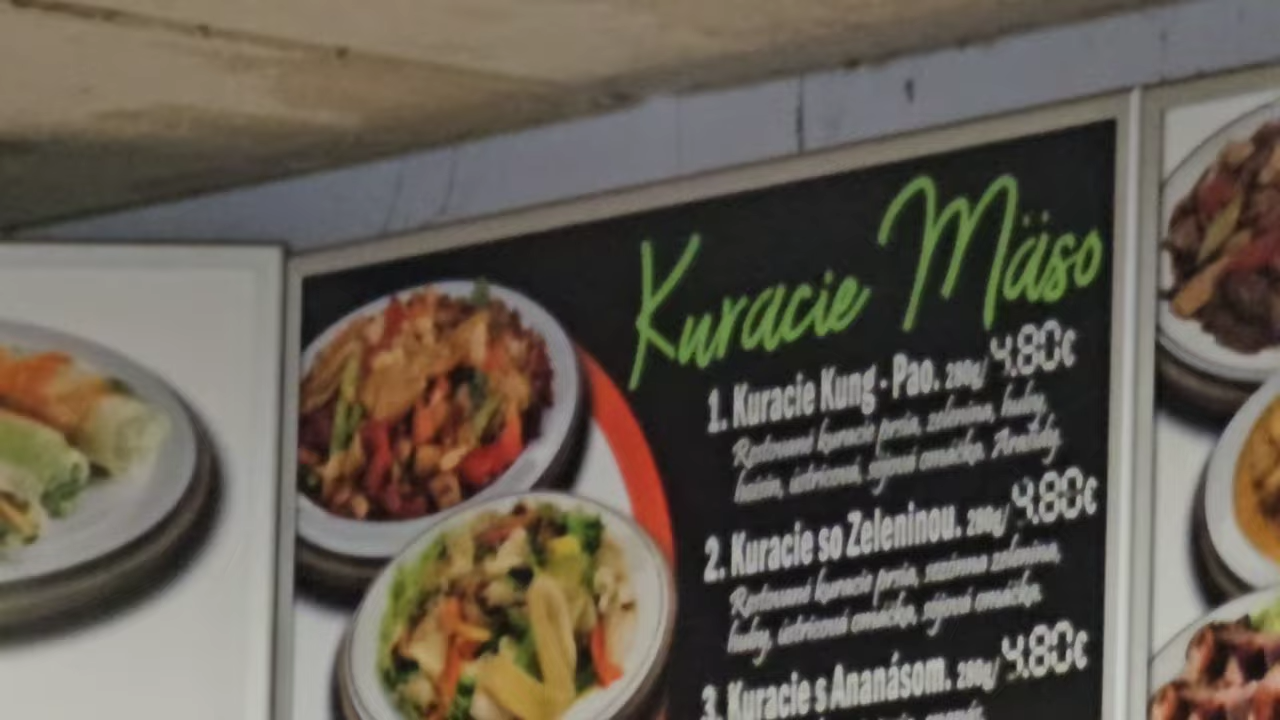 Kuracie Mäso
1. Kuracie Kung - Pao. 280g/ 4.80€
Restované kuracie prsia, zelenina, huby,
hoisin, ustricová, sójová omáčka. Arašidy.
2. Kuracie so Zeleninou. 280g/ 4.80€
Restované kuracie prsia, sezónna zelenina,
huby, ustricová omáčka, sójová omáčka.
3. Kuracie s Ananásom. 280g/ 4.80€